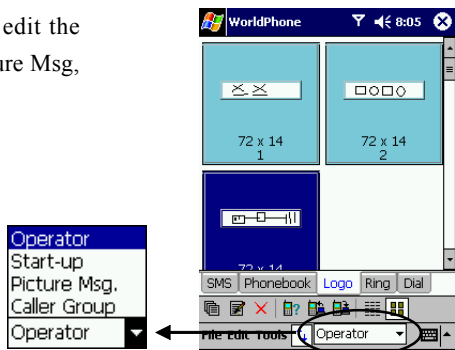 edit the
ure Msg,
WorldPhone 8:05
72 x 14
1
72 x 14
2
72 x 14
SMS Phonebook Logo Ring Dial
File Edit Tools Operator
Operator
Start-up
Picture Msg.
Caller Group
Operator